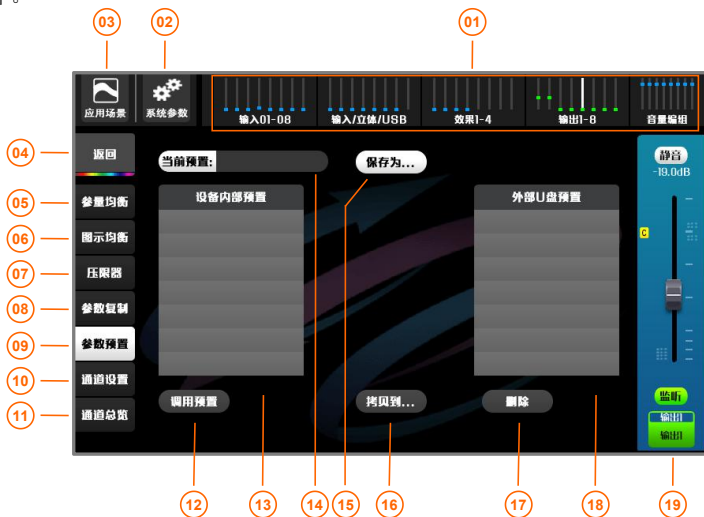 。
03
02
01
应用场景
系统参数
输入01-08
输入/立体/USB
效果1-4
输出1-8
音量编组
04
返回
当前预置:
保存为...
静音
-19.0dB
05
参量均衡
设备内部预置
外部U盘预置
06
图示均衡
C
07
压限器
08
参数复制
09
参数预置
10
通道设置
调用预置
拷贝到...
删除
监听
11
通道总览
输出1
输出1
12
13
14
15
16
17
18
19